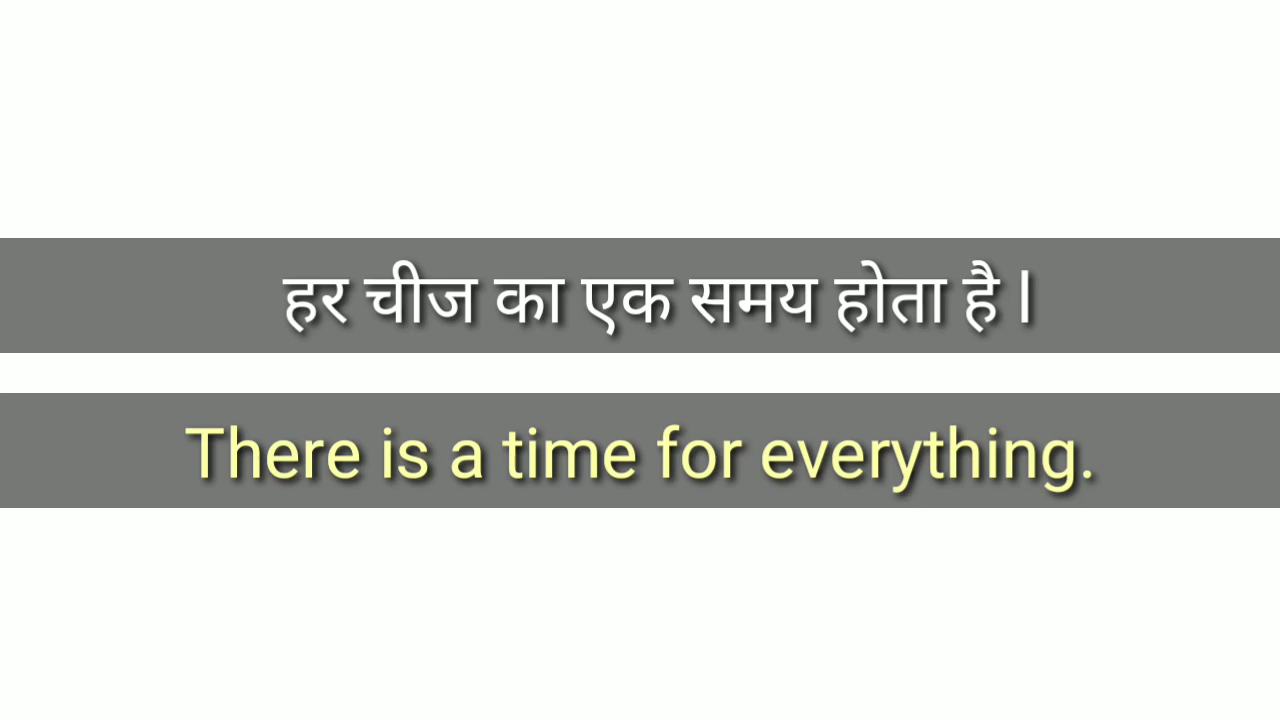 हर चीज का एक समय होता है l
There is a time for everything.